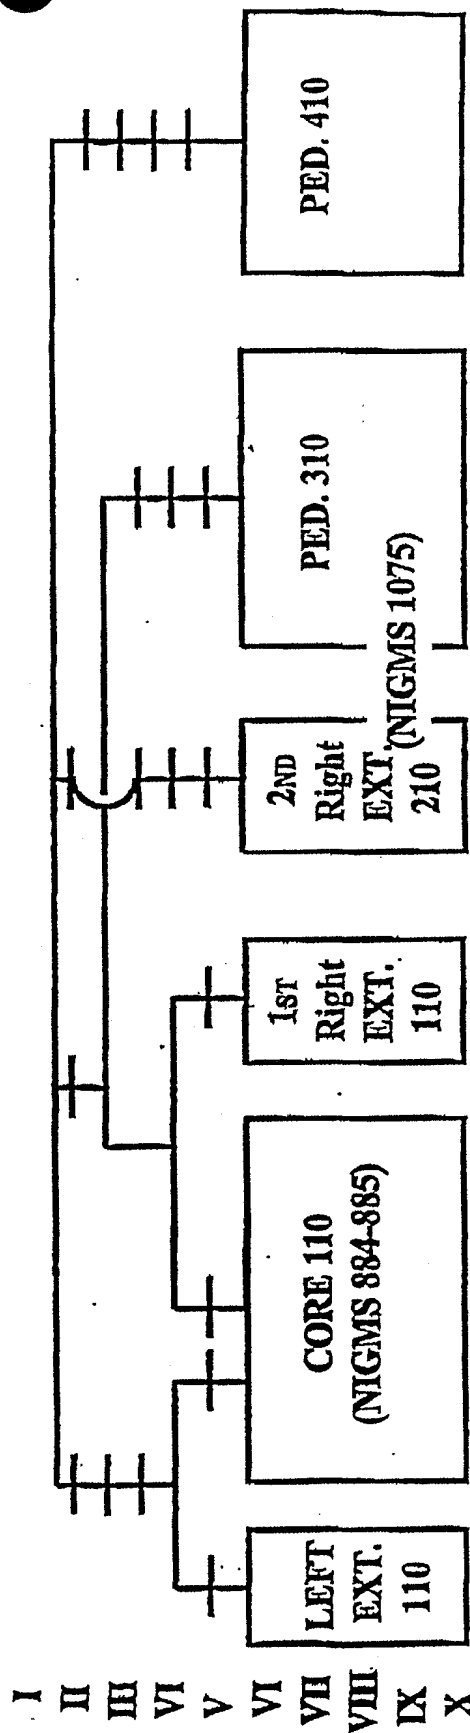 I
II
III
VI
V
VI
VII
VIII
IX
X
LEFT
EXT.
110
CORE 110
(NIGMS 884-885)
1ST
Right
EXT.
110
2ND
Right
EXT.
210
(NIGMS 1075)
PED. 310
PED. 410